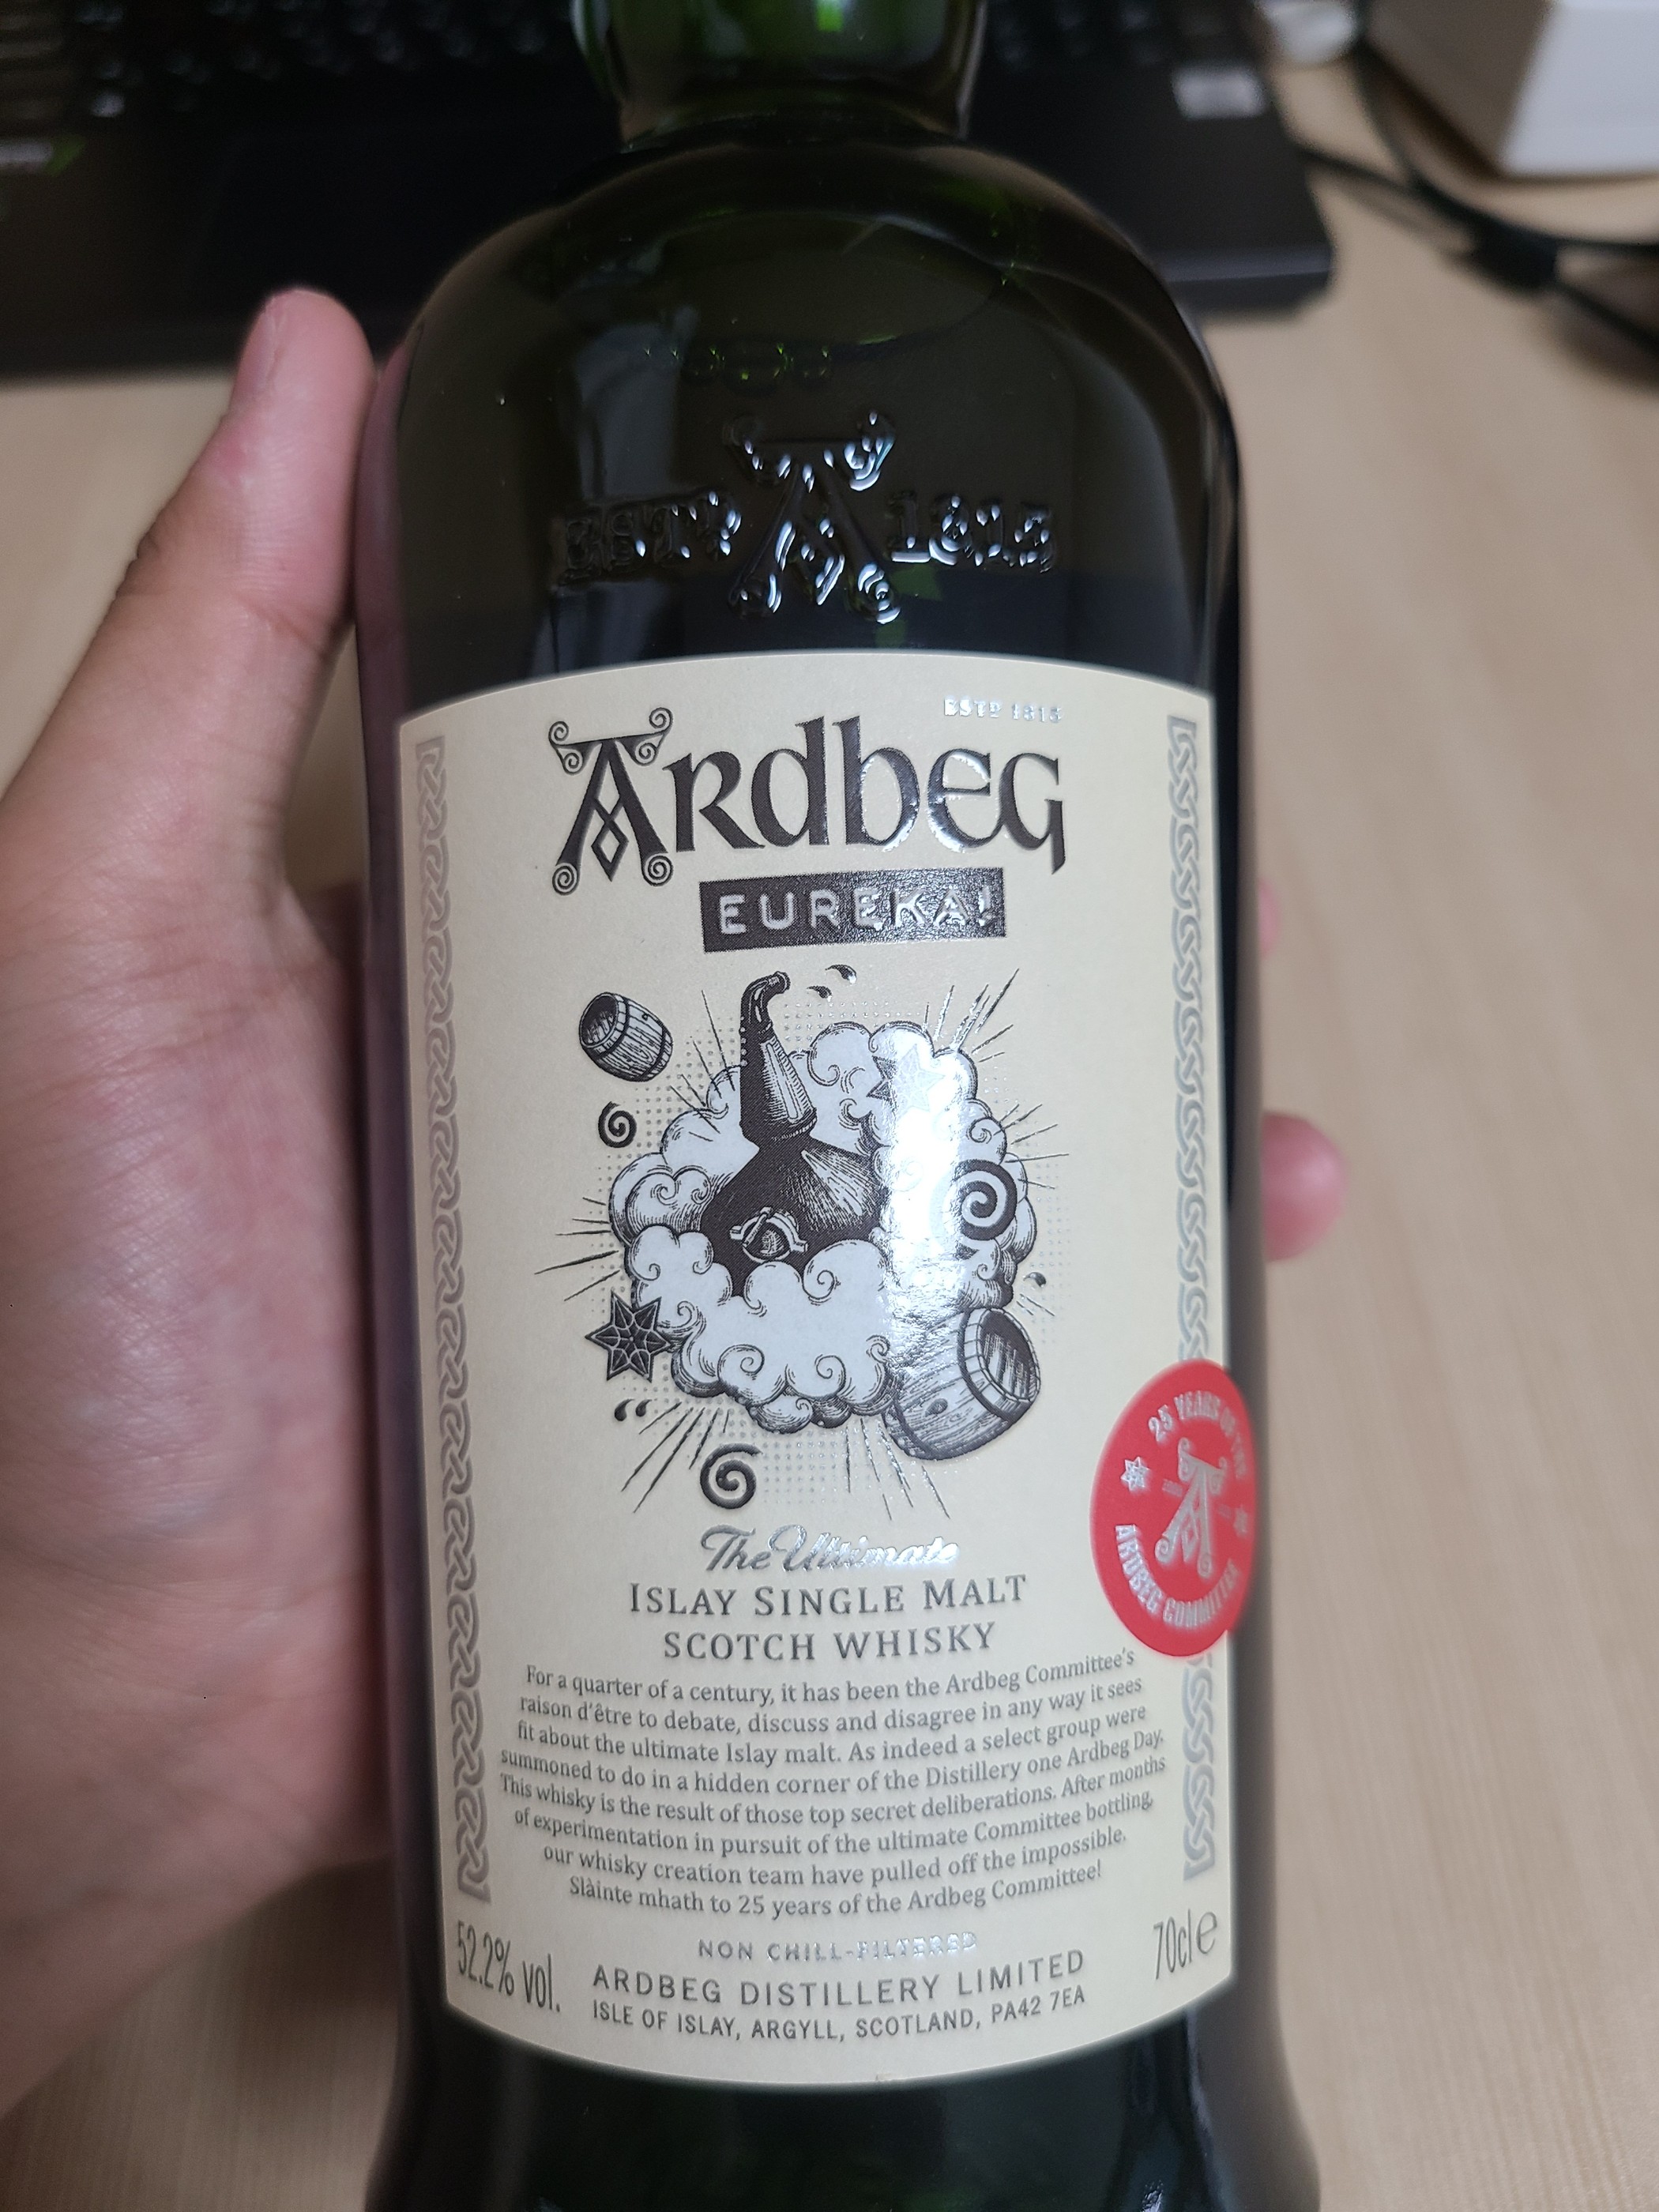 ESTD 1815
ESTD 1815
ARdbEG
EUREKA!
The Ultimate
ISLAY SINGLE MALT
SCOTCH WHISKY
25 YEARS OF THE
ARDBEG COMMITTEE
For a quarter of a century, it has been the Ardbeg Committee's
raison d'être to debate, discuss and disagree in any way it sees
fit about the ultimate Islay malt. As indeed a select group were
summoned to do in a hidden corner of the Distillery one Ardbeg Day.
This whisky is the result of those top secret deliberations. After months
of experimentation in pursuit of the ultimate Committee bottling,
our whisky creation team have pulled off the impossible.
Slàinte mhath to 25 years of the Ardbeg Committee!
NON CHILL-FILTERED
52.2% vol.
70cl e
ARDBEG DISTILLERY LIMITED
ISLE OF ISLAY, ARGYLL, SCOTLAND, PA42 7EA